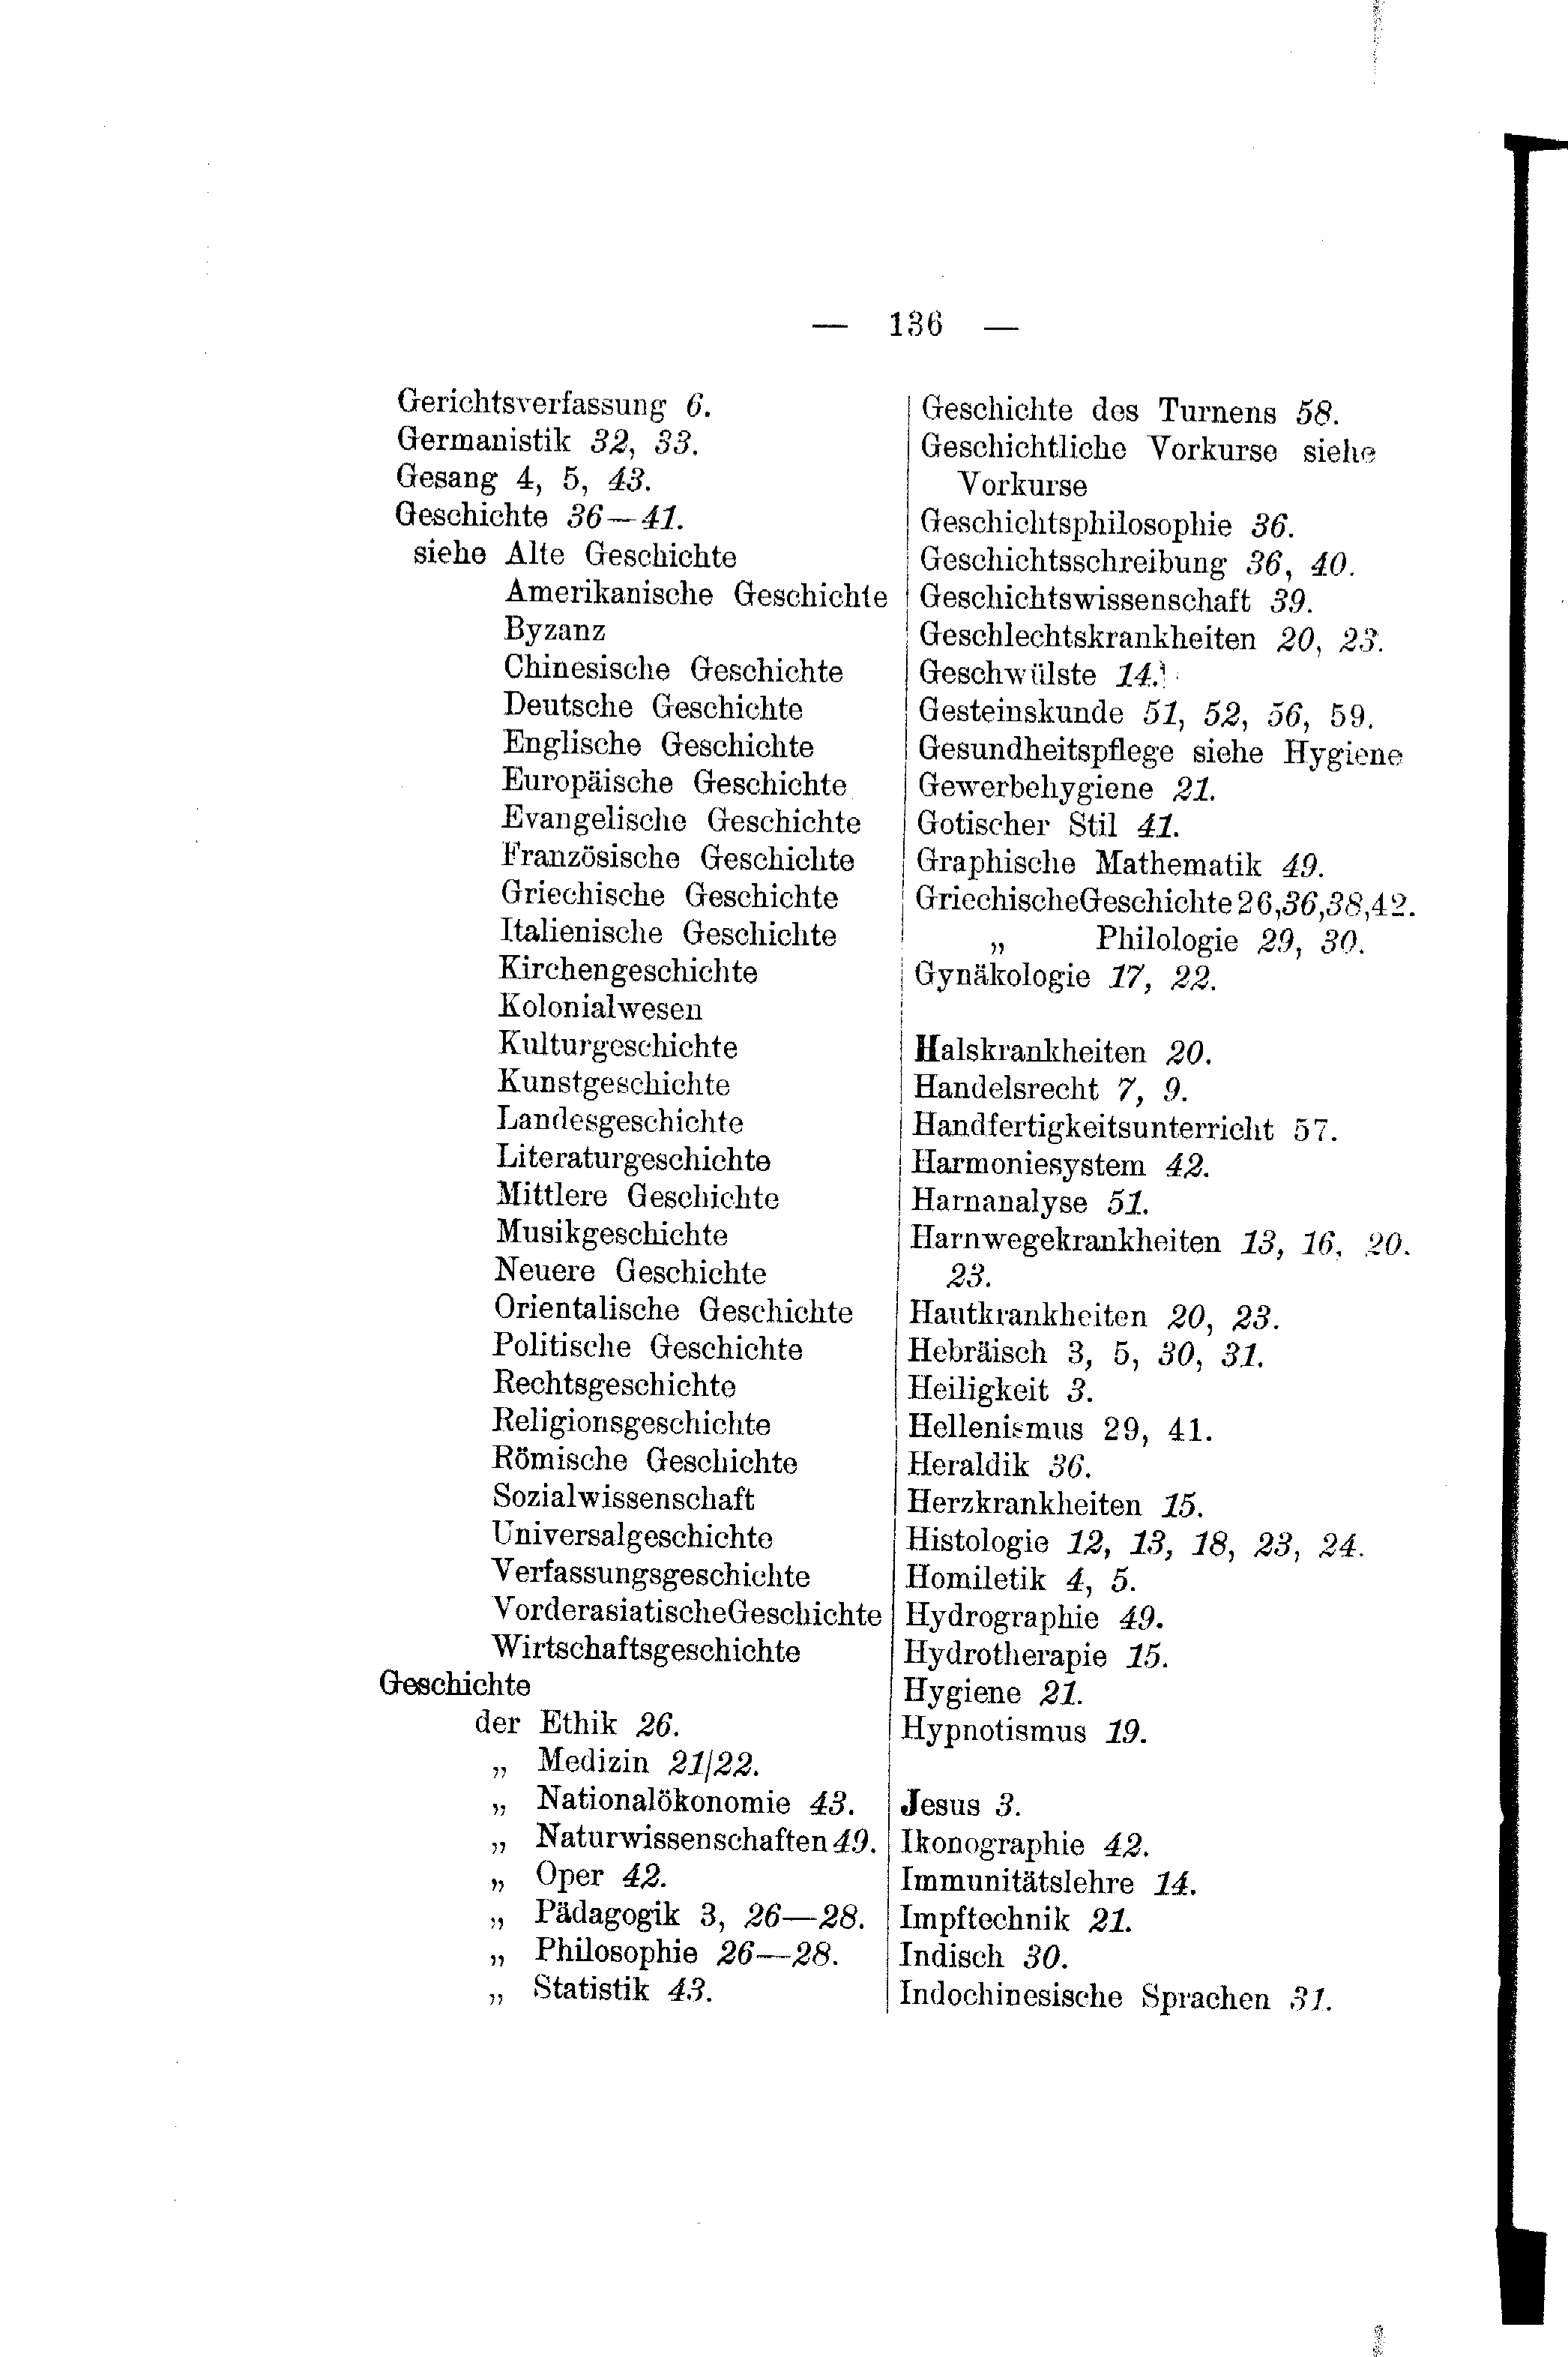 — 136 —
Gerichtsverfassung 6.
Germanistik 32, 33.
Gesang 4, 5, 43.
Geschichte 36—41.
siehe Alte Geschichte
Amerikanische Geschichte
Byzanz
Chinesische Geschichte
Deutsche Geschichte
Englische Geschichte
Europäische Geschichte
Evangelische Geschichte
Französische Geschichte
Griechische Geschichte
Italienische Geschichte
Kirchengeschichte
Kolonialwesen
Kulturgeschichte
Kunstgeschichte
Landesgeschichte
Literaturgeschichte
Mittlere Geschichte
Musikgeschichte
Neuere Geschichte
Orientalische Geschichte
Politische Geschichte
Rechtsgeschichte
Religionsgeschichte
Römische Geschichte
Sozialwissenschaft
Universalgeschichte
Verfassungsgeschichte
VorderasiatischeGeschichte
Wirtschaftsgeschichte
Geschichte
der Ethik 26.
„ Medizin 21/22.
„ Nationalökonomie 43.
„ Naturwissenschaften 49.
„ Oper 42.
„ Pädagogik 3, 26—28.
„ Philosophie 26—28.
„ Statistik 43.
Geschichte des Turnens 58.
Geschichtliche Vorkurse siehe
Vorkurse
Geschichtsphilosophie 36.
Geschichtsschreibung 36, 40.
Geschichtswissenschaft 39.
Geschlechtskrankheiten 20, 23.
Geschwülste 14.
Gesteinskunde 51, 52, 56, 59.
Gesundheitspflege siehe Hygiene
Gewerbehygiene 21.
Gotischer Stil 41.
Graphische Mathematik 49.
GriechischeGeschichte 26,36,38,42.
„ Philologie 29, 30.
Gynäkologie 17, 22.
Halskrankheiten 20.
Handelsrecht 7, 9.
Handfertigkeitsunterricht 57.
Harmoniesystem 42.
Harnanalyse 51.
Harnwegekrankheiten 13, 16, 20.
23.
Hautkrankheiten 20, 23.
Hebräisch 3, 5, 30, 31.
Heiligkeit 3.
Hellenismus 29, 41.
Heraldik 36.
Herzkrankheiten 15.
Histologie 12, 13, 18, 23, 24.
Homiletik 4, 5.
Hydrographie 49.
Hydrotherapie 15.
Hygiene 21.
Hypnotismus 19.
Jesus 3.
Ikonographie 42.
Immunitätslehre 14.
Impftechnik 21.
Indisch 30.
Indochinesische Sprachen 31.